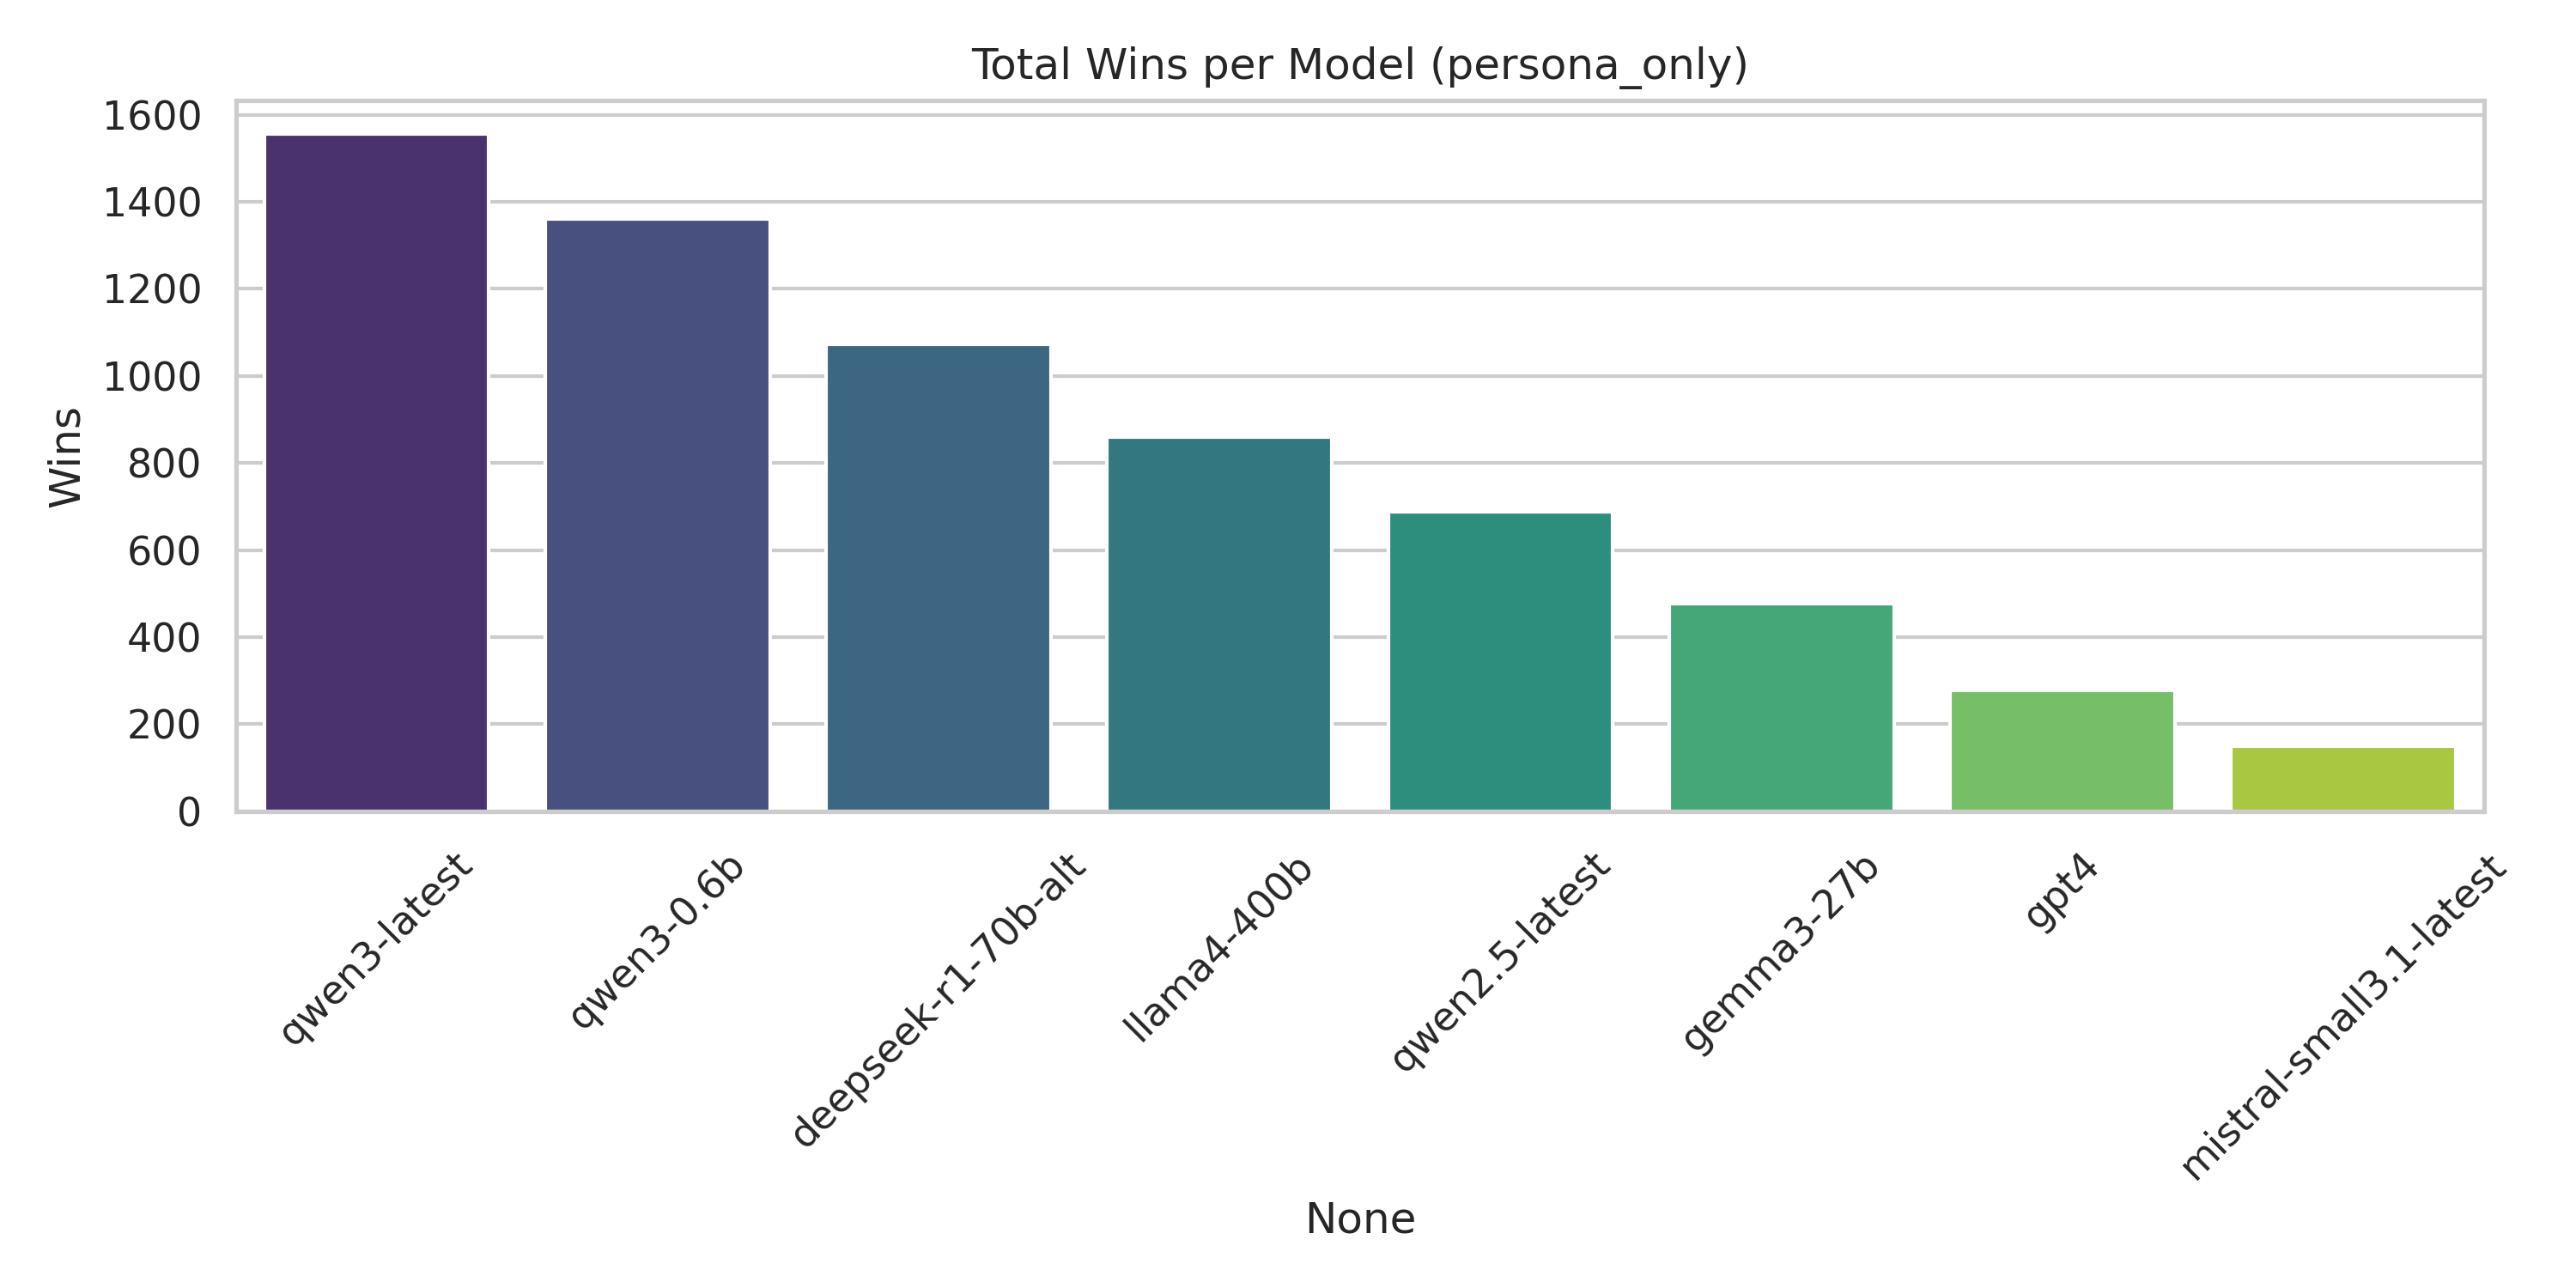 Total Wins per Model (persona_only)
1600
1400
1200
1000
800
600
400
200
0
Wins
qwen3-latest
qwen3-0.6b
deepseek-r1-70b-alt
llama4-400b
qwen2.5-latest
gemma3-27b
gpt4
mistral-small3.1-latest
None